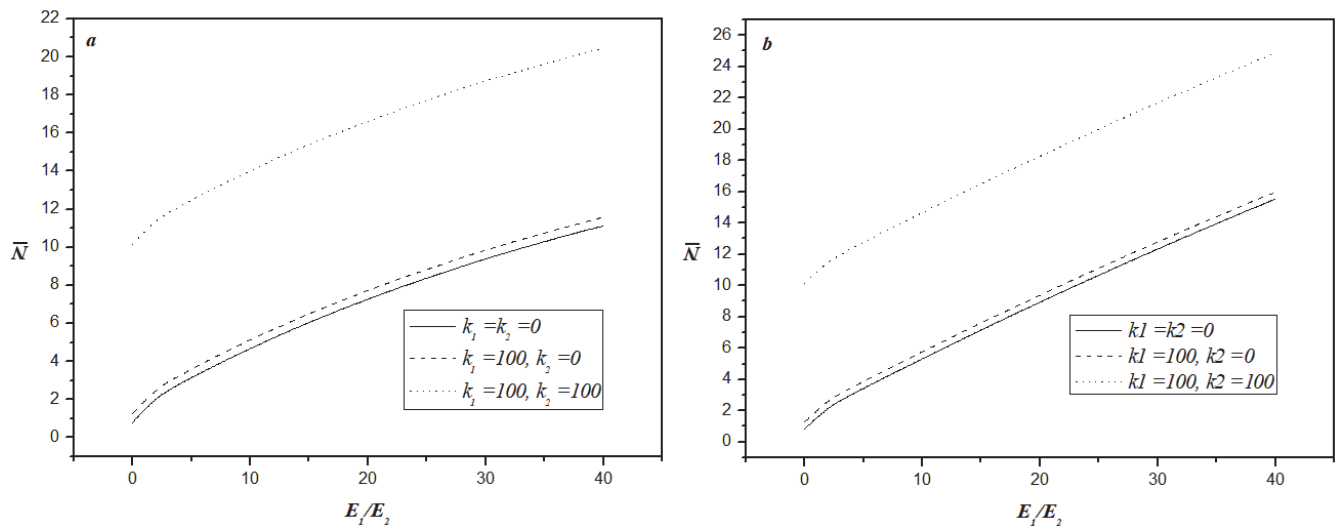 a
22
20
18
16
14
12
10
8
6
4
2
0
N̅
k₁ =k₂ =0
k₁ =100, k₂ =0
k₁ =100, k₂ =100
0 10 20 30 40
E₁/E₂
b
26
24
22
20
18
16
14
12
10
8
6
4
2
0
N̅
k1 =k2 =0
k1 =100, k2 =0
k1 =100, k2 =100
0 10 20 30 40
E₁/E₂